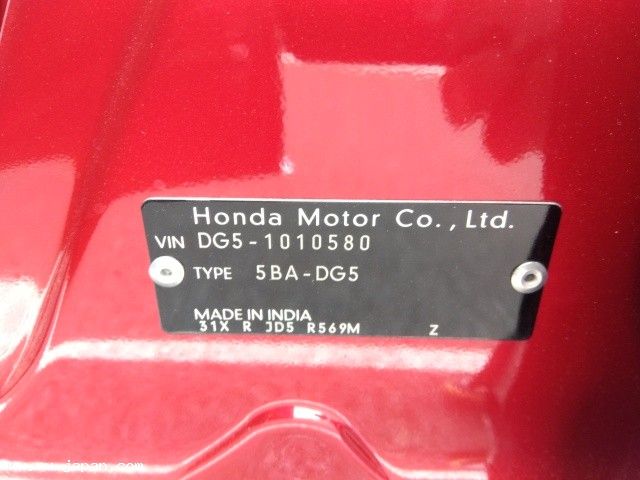 Honda Motor Co., Ltd.
VIN DG5-1010580
TYPE 5BA-DG5
MADE IN INDIA
31X R JD5 R569M Z